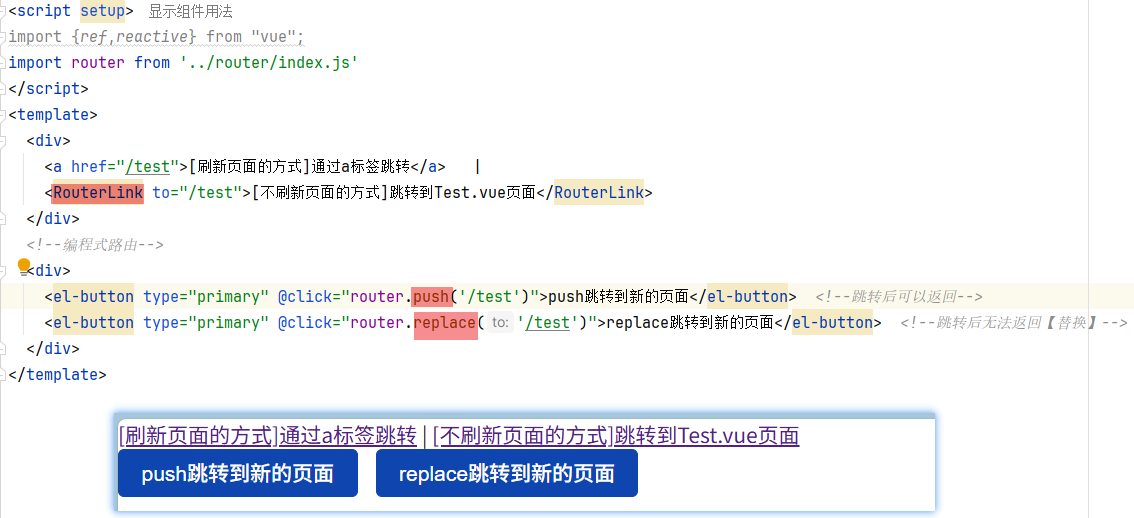 <script setup> 显示组件用法
import {ref,reactive} from "vue";
import router from '../router/index.js'
</script>
<template>
<div>
<a href="/test">[刷新页面的方式]通过a标签跳转</a> |
<RouterLink to="/test">[不刷新页面的方式]跳转到Test.vue页面</RouterLink>
</div>
<!--编程式路由-->
<div>
<el-button type="primary" @click="router.push('/test')">push跳转到新的页面</el-button> <!--跳转后可以返回-->
<el-button type="primary" @click="router.replace( to: '/test')">replace跳转到新的页面</el-button> <!--跳转后无法返回【替换】-->
</div>
</template>
[刷新页面的方式]通过a标签跳转 | [不刷新页面的方式]跳转到Test.vue页面
push跳转到新的页面 replace跳转到新的页面